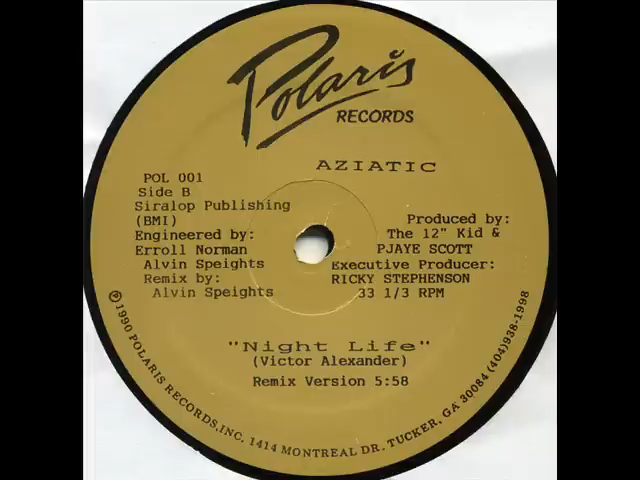 Polaris
RECORDS
AZIATIC
POL 001
Side B
Siralop Publishing
(BMI)
Engineered by:
Erroll Norman
Alvin Speights
Remix by:
Alvin Speights
Produced by:
The 12" Kid &
PJAYE SCOTT
Executive Producer:
RICKY STEPHENSON
33 1/3 RPM
"Night Life"
(Victor Alexander)
Remix Version 5:58
℗1990 POLARIS RECORDS,INC. 1414 MONTREAL DR. TUCKER, GA 30084 (404)938-1998